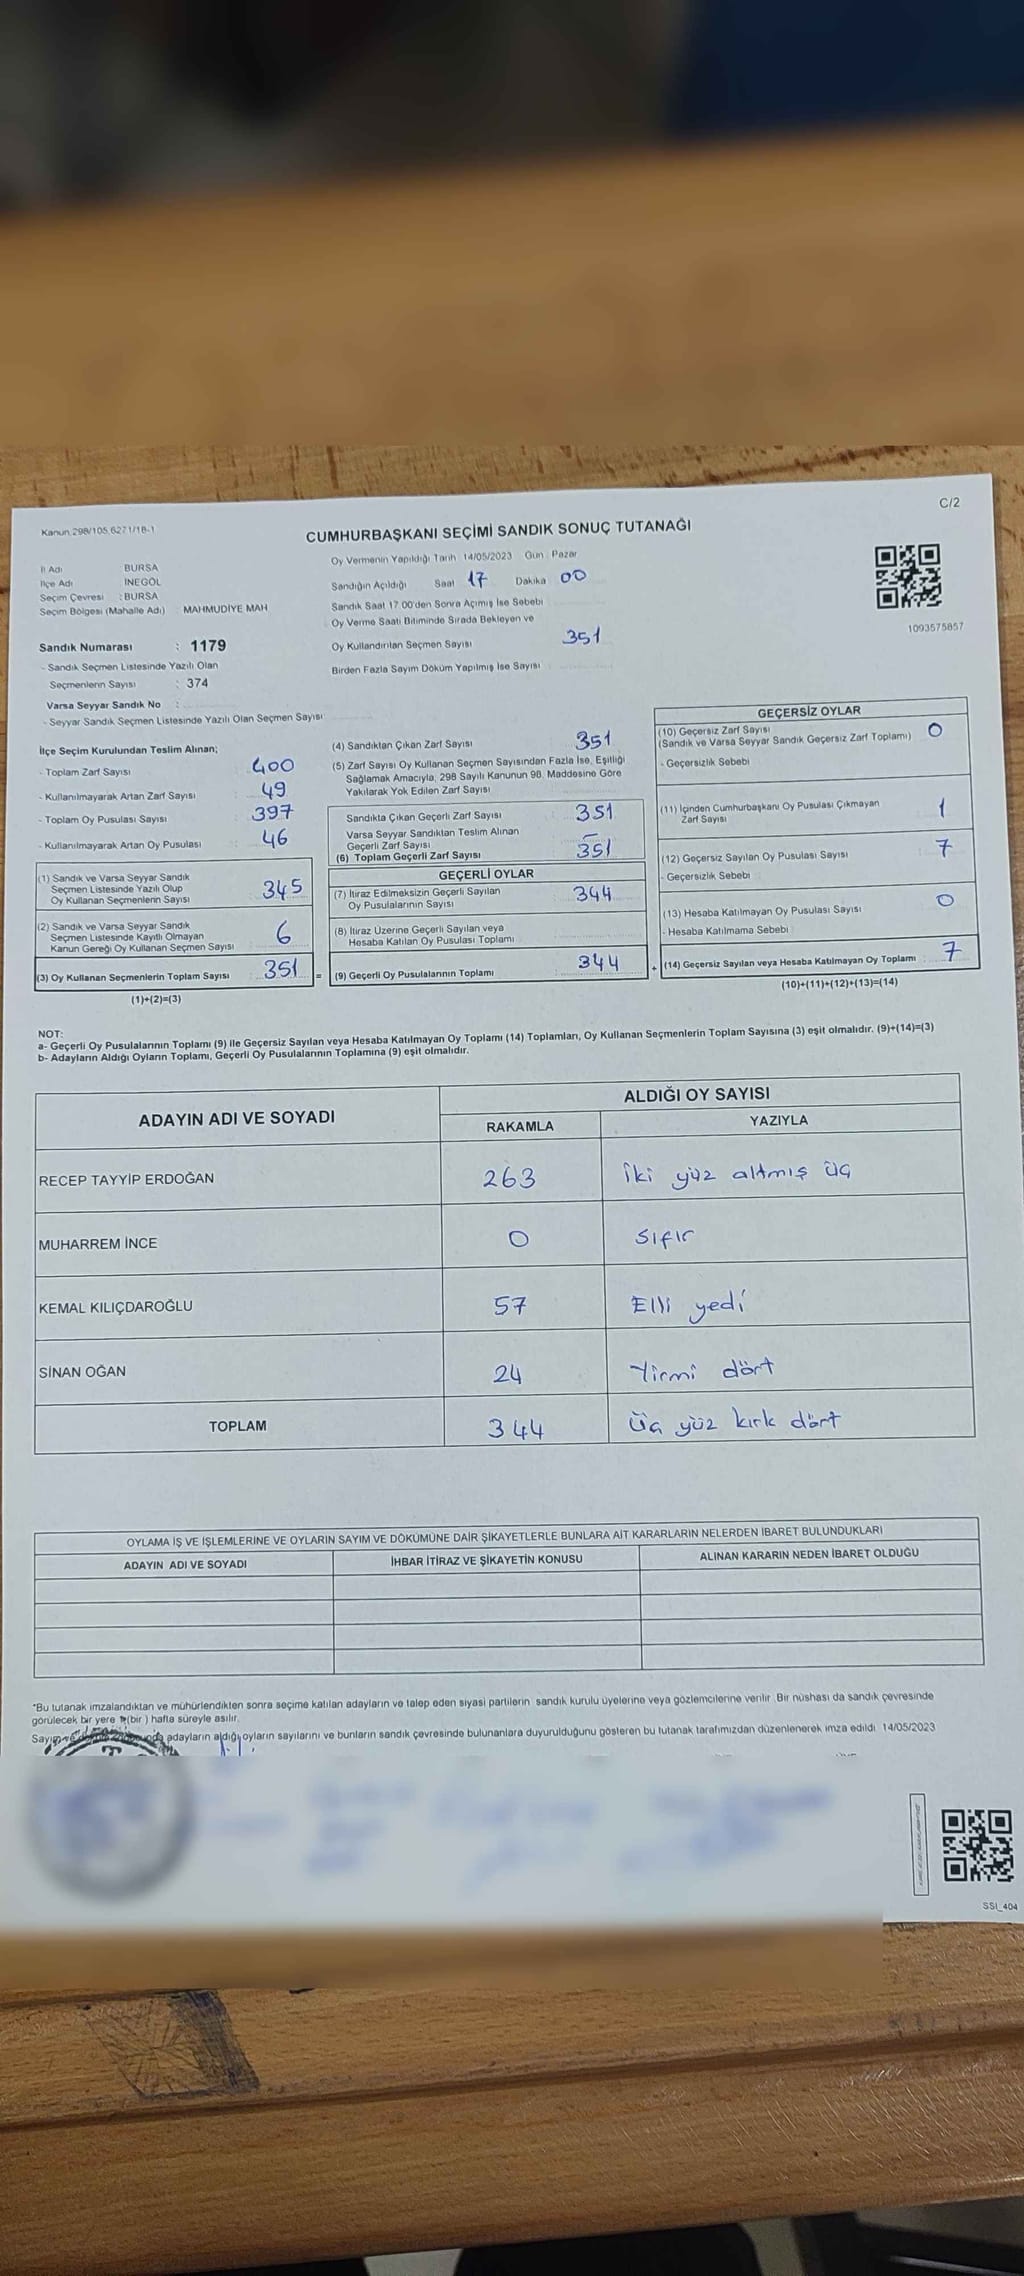 Kanun 298/105, 6271/18-1
C/2
CUMHURBAŞKANI SEÇİMİ SANDIK SONUÇ TUTANAĞI
İl Adı BURSA
İlçe Adı İNEGÖL
Seçim Çevresi : BURSA
Seçim Bölgesi (Mahalle Adı) : MAHMUDİYE MAH
Oy Vermenin Yapıldığı Tarih 14/05/2023 Gün Pazar
Sandığın Açıldığı Saat 17 Dakika 00
Sandık Saat 17:00'den Sonra Açımış İse Sebebi
Oy Verme Saati Bitiminde Sırada Bekleyen ve
Oy Kullandırılan Seçmen Sayısı 351
Birden Fazla Sayım Döküm Yapılmış İse Sayısı
1093575857
Sandık Numarası : 1179
- Sandık Seçmen Listesinde Yazılı Olan
Seçmenlerin Sayısı : 374
Varsa Seyyar Sandık No :
- Seyyar Sandık Seçmen Listesinde Yazılı Olan Seçmen Sayısı
İlçe Seçim Kurulundan Teslim Alınan;
- Toplam Zarf Sayısı : 400
- Kullanılmayarak Artan Zarf Sayısı : 49
- Toplam Oy Pusulası Sayısı : 397
- Kullanılmayarak Artan Oy Pusulası : 46
(1) Sandık ve Varsa Seyyar Sandık
Seçmen Listesinde Yazılı Olup
Oy Kullanan Seçmenlerin Sayısı 345
(2) Sandık ve Varsa Seyyar Sandık
Seçmen Listesinde Kayıtlı Olmayan
Kanun Gereği Oy Kullanan Seçmen Sayısı 6
(3) Oy Kullanan Seçmenlerin Toplam Sayısı 351 =
(1)+(2)=(3)
(4) Sandıktan Çıkan Zarf Sayısı 351
(5) Zarf Sayısı Oy Kullanan Seçmen Sayısından Fazla İse, Eşitliği
Sağlamak Amacıyla, 298 Sayılı Kanunun 98. Maddesine Göre
Yakılarak Yok Edilen Zarf Sayısı
Sandıkta Çıkan Geçerli Zarf Sayısı 351
Varsa Seyyar Sandıktan Teslim Alınan
Geçerli Zarf Sayısı : –
(6) Toplam Geçerli Zarf Sayısı : 351
GEÇERLİ OYLAR
(7) İtiraz Edilmeksizin Geçerli Sayılan
Oy Pusulalarının Sayısı 344
(8) İtiraz Üzerine Geçerli Sayılan veya
Hesaba Katılan Oy Pusulası Toplamı
(9) Geçerli Oy Pusulalarının Toplamı : 344 +
GEÇERSİZ OYLAR
(10) Geçersiz Zarf Sayısı
(Sandık ve Varsa Seyyar Sandık Geçersiz Zarf Toplamı) 0
- Geçersizlik Sebebi
(11) İçinden Cumhurbaşkanı Oy Pusulası Çıkmayan
Zarf Sayısı 1
(12) Geçersiz Sayılan Oy Pusulası Sayısı 7
- Geçersizlik Sebebi
(13) Hesaba Katılmayan Oy Pusulası Sayısı 0
- Hesaba Katılmama Sebebi
(14) Geçersiz Sayılan veya Hesaba Katılmayan Oy Toplamı : 7
(10)+(11)+(12)+(13)=(14)
NOT:
a- Geçerli Oy Pusulalarının Toplamı (9) ile Geçersiz Sayılan veya Hesaba Katılmayan Oy Toplamı (14) Toplamları, Oy Kullanan Seçmenlerin Toplam Sayısına (3) eşit olmalıdır. (9)+(14)=(3)
b- Adayların Aldığı Oyların Toplamı, Geçerli Oy Pusulalarının Toplamına (9) eşit olmalıdır.
ADAYIN ADI VE SOYADI ALDIĞI OY SAYISI
RAKAMLA YAZIYLA
RECEP TAYYİP ERDOĞAN 263 İki yüz altmış üç
MUHARREM İNCE 0 Sıfır
KEMAL KILIÇDAROĞLU 57 Elli yedi
SİNAN OĞAN 24 Yirmi dört
TOPLAM 344 Üç yüz kırk dört
OYLAMA İŞ VE İŞLEMLERİNE VE OYLARIN SAYIM VE DÖKÜMÜNE DAİR ŞİKAYETLERLE BUNLARA AİT KARARLARIN NELERDEN İBARET BULUNDUKLARI
ADAYIN ADI VE SOYADI İHBAR İTİRAZ VE ŞİKAYETİN KONUSU ALINAN KARARIN NEDEN İBARET OLDUĞU
*Bu tutanak imzalandıktan ve mühürlendikten sonra seçime katılan adayların ve talep eden siyasi partilerin sandık kurulu üyelerine veya gözlemcilerine verilir. Bir nüshası da sandık çevresinde
görülecek bir yere (bir) hafta süreyle asılır.
adayların aldığı oyların sayılarını ve bunların sandık çevresinde bulunanlara duyurulduğunu gösteren bu tutanak tarafımızdan düzenlenerek imza edildi. 14/05/2023
SSI_404